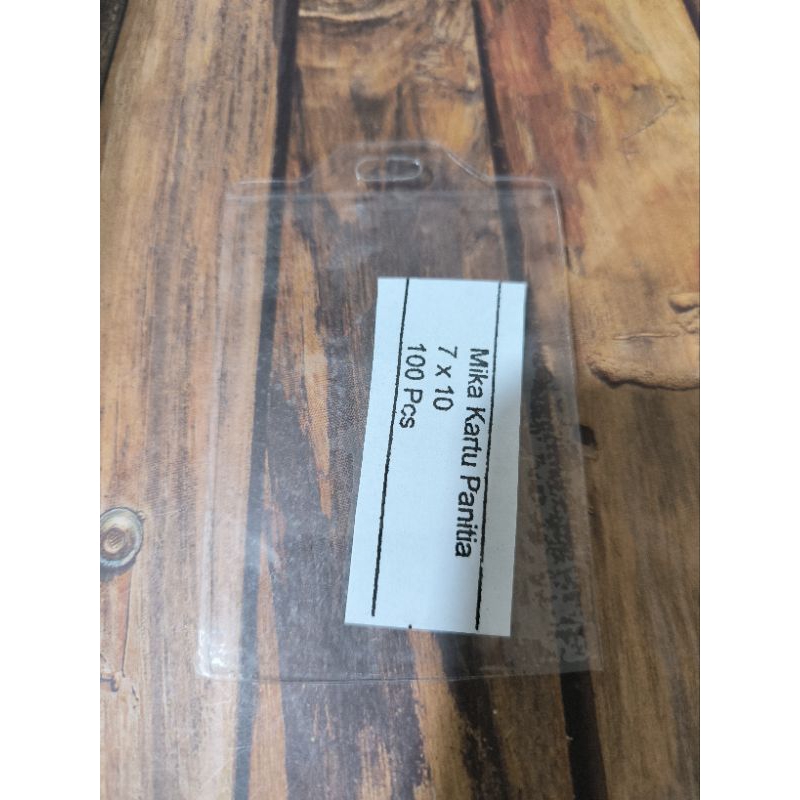 Mika Kartu Panitia
7 x 10
100 Pcs